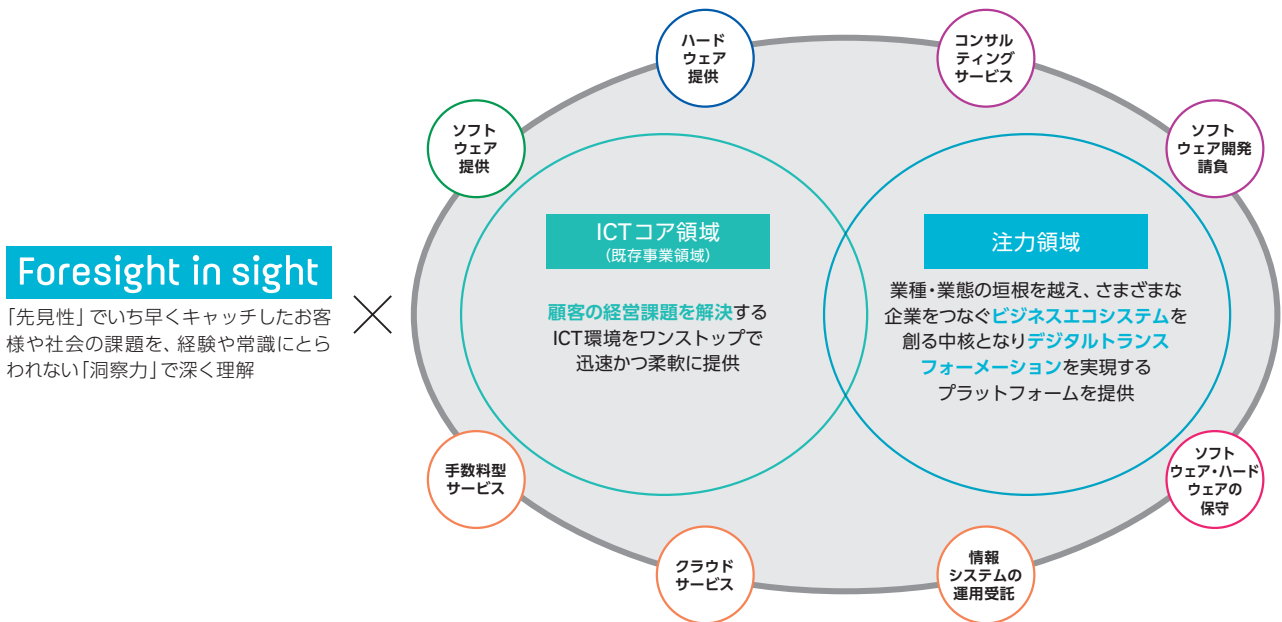 Foresight in sight
「先見性」でいち早くキャッチしたお客
様や社会の課題を、経験や常識にとら
われない「洞察力」で深く理解
ソフト
ウェア
提供
ハード
ウェア
提供
コンサル
ティング
サービス
ソフト
ウェア開発
請負
ICTコア領域
(既存事業領域)
顧客の経営課題を解決する
ICT環境をワンストップで
迅速かつ柔軟に提供
注力領域
業種・業態の垣根を越え、さまざまな
企業をつなぐビジネスエコシステムを
創る中核となりデジタルトランス
フォーメーションを実現する
プラットフォームを提供
手数料型
サービス
クラウド
サービス
情報
システムの
運用受託
ソフト
ウェア・ハード
ウェアの
保守